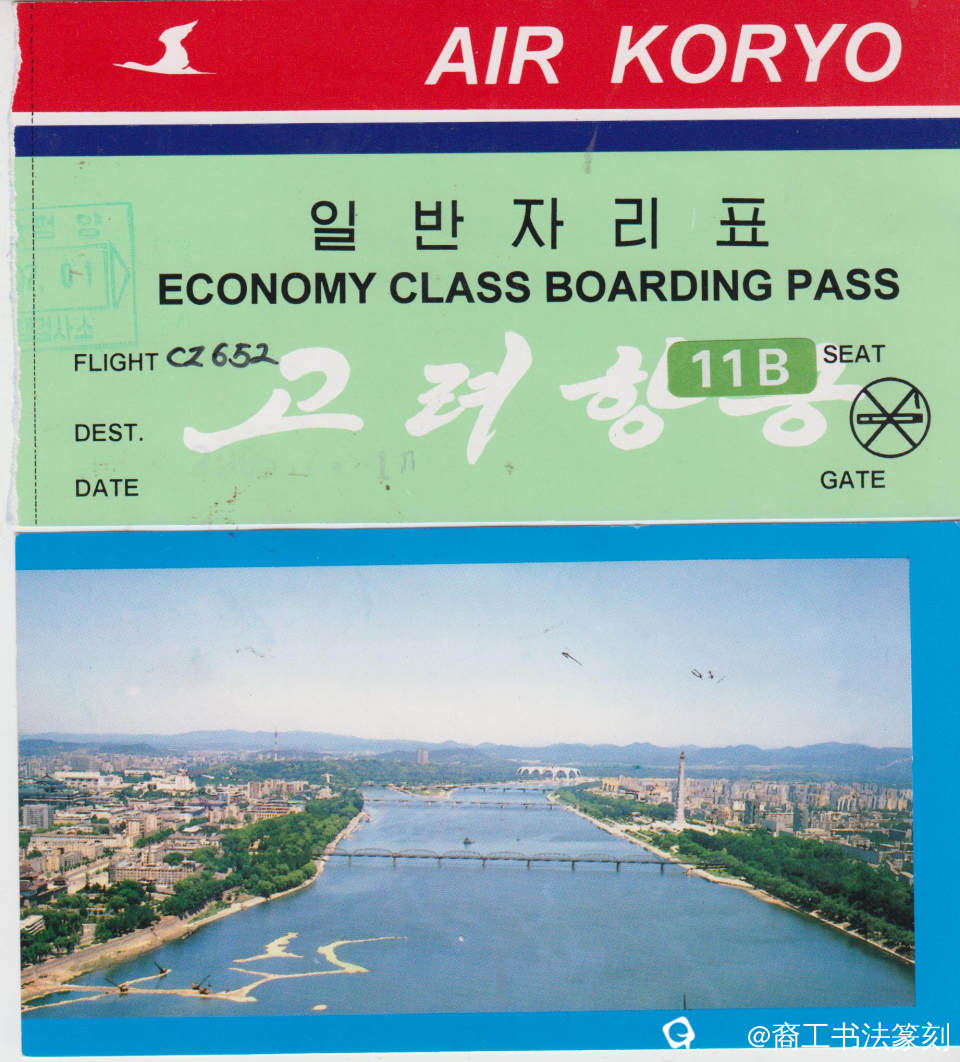 AIR KORYO
일반자리표
ECONOMY CLASS BOARDING PASS
FLIGHT CZ652
고려항공
11B SEAT
DEST.
DATE
GATE
@裔工书法篆刻